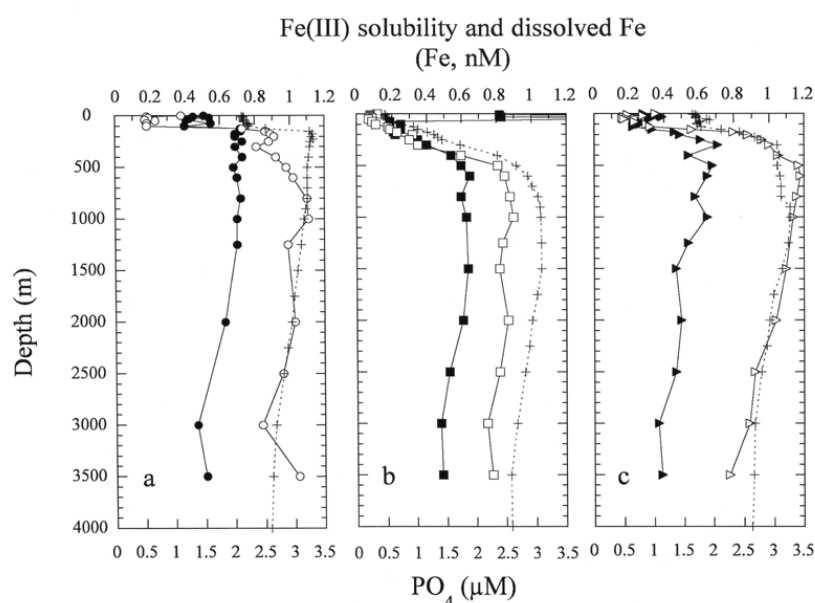 Fe(III) solubility and dissolved Fe
(Fe, nM)
0 0.2 0.4 0.6 0.8 1 1.2 0 0.2 0.4 0.6 0.8 1 1.2 0 0.2 0.4 0.6 0.8 1 1.2
0
500
1000
1500
2000
2500
3000
3500
4000
Depth (m)
a b c
0 0.5 1 1.5 2 2.5 3 3.5 0 0.5 1 1.5 2 2.5 3 3.5 0 0.5 1 1.5 2 2.5 3 3.5
PO4 (μM)